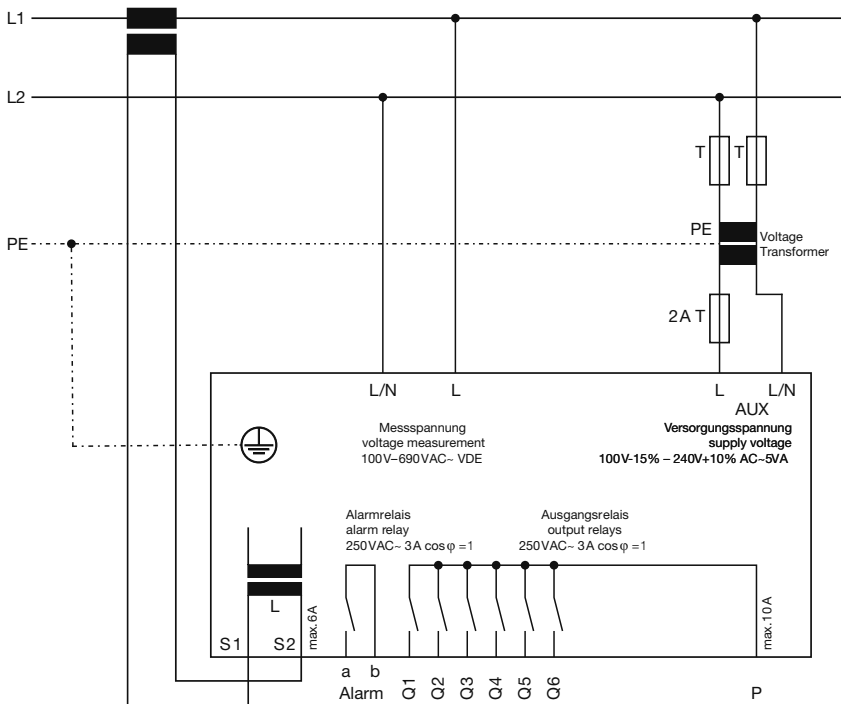 L1
L2
T T
PE
PE
Voltage
Transformer
2A T
L/N L L L/N
AUX
Messspannung
voltage measurement
100V–690VAC~ VDE
Versorgungsspannung
supply voltage
100V-15% – 240V+10% AC~5VA
Alarmrelais
alarm relay
250VAC~ 3A cos φ =1
Ausgangsrelais
output relays
250VAC~ 3A cos φ =1
L
max.6A
max.10A
S1 S2
a b
Alarm
Q1 Q2 Q3 Q4 Q5 Q6
P